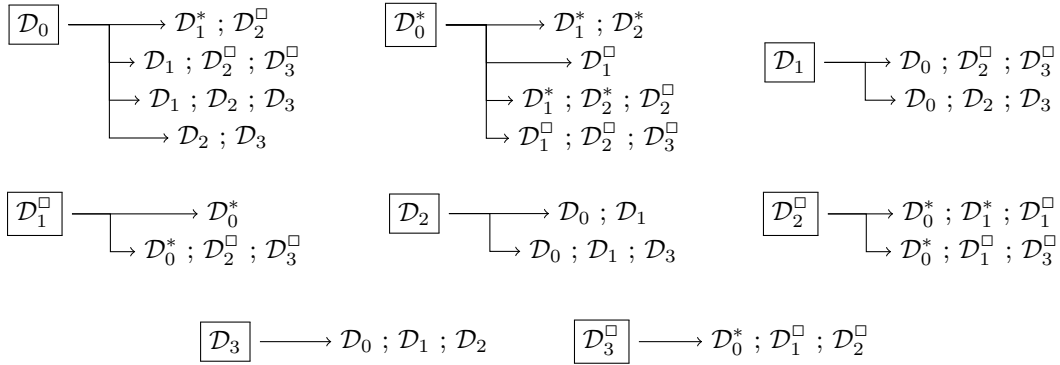 𝒟₀ → 𝒟₁* ; 𝒟₂□
→ 𝒟₁ ; 𝒟₂□ ; 𝒟₃□
→ 𝒟₁ ; 𝒟₂ ; 𝒟₃
→ 𝒟₂ ; 𝒟₃
𝒟₀* → 𝒟₁* ; 𝒟₂*
→ 𝒟₁□
→ 𝒟₁* ; 𝒟₂* ; 𝒟₂□
→ 𝒟₁□ ; 𝒟₂□ ; 𝒟₃□
𝒟₁ → 𝒟₀ ; 𝒟₂□ ; 𝒟₃□
→ 𝒟₀ ; 𝒟₂ ; 𝒟₃
𝒟₁□ → 𝒟₀*
→ 𝒟₀* ; 𝒟₂□ ; 𝒟₃□
𝒟₂ → 𝒟₀ ; 𝒟₁
→ 𝒟₀ ; 𝒟₁ ; 𝒟₃
𝒟₂□ → 𝒟₀* ; 𝒟₁* ; 𝒟₁□
→ 𝒟₀* ; 𝒟₁□ ; 𝒟₃□
𝒟₃ → 𝒟₀ ; 𝒟₁ ; 𝒟₂
𝒟₃□ → 𝒟₀* ; 𝒟₁□ ; 𝒟₂□